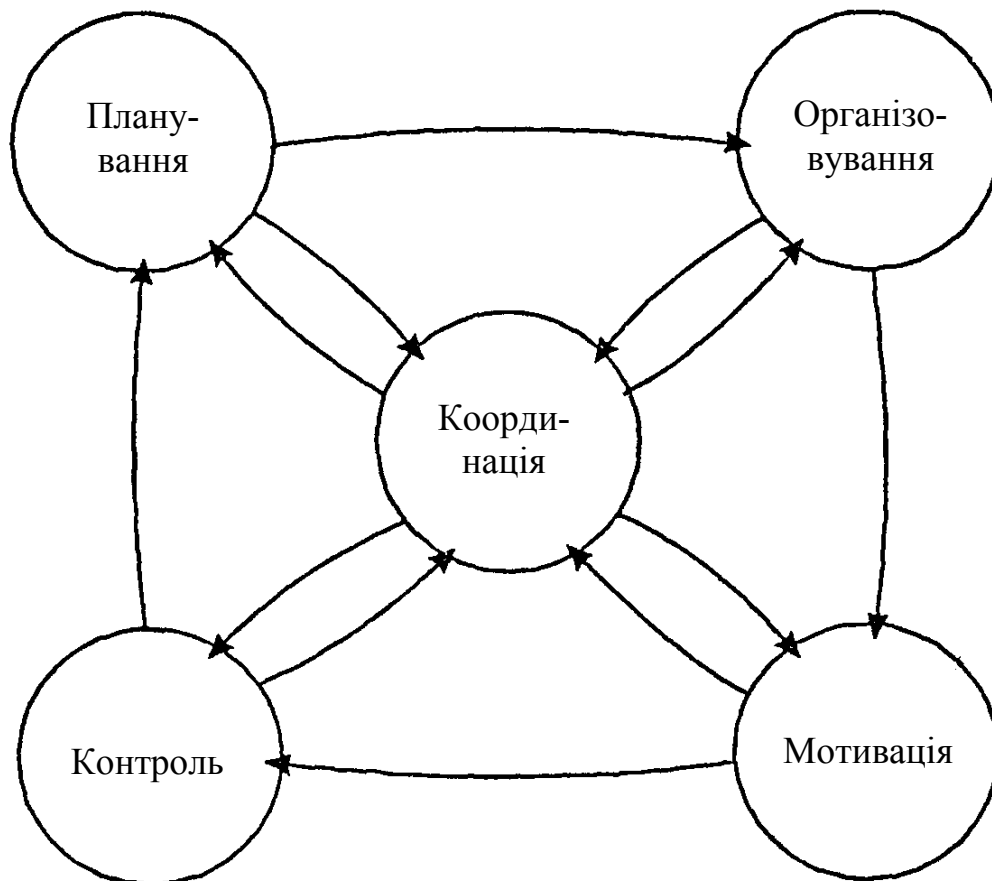 Плану-
вання
Організо-
вування
Коорди-
нація
Контроль
Мотивація